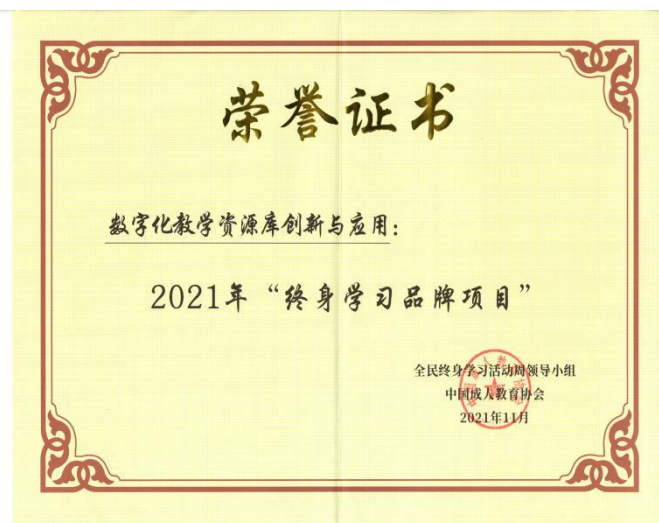 荣誉证书
数字化教学资源库创新与应用：
2021年“终身学习品牌项目”
全民终身学习活动周领导小组
中国成人教育协会
2021年11月